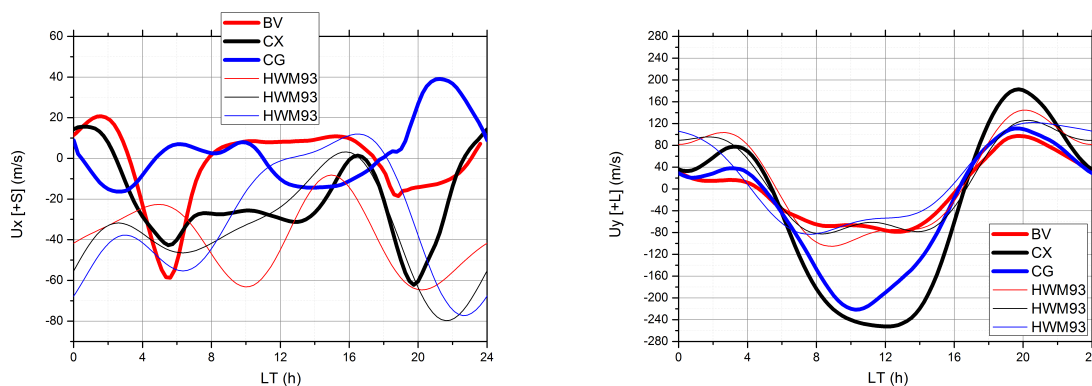 BV
CX
CG
HWM93
HWM93
HWM93
60
40
20
0
-20
-40
-60
-80
Ux [+S] (m/s)
0 4 8 12 16 20 24
LT (h)
280
240
200
160
120
80
40
0
-40
-80
-120
-160
-200
-240
-280
Uy [+L] (m/s)
BV
CX
CG
HWM93
HWM93
HWM93
0 4 8 12 16 20 24
LT (h)